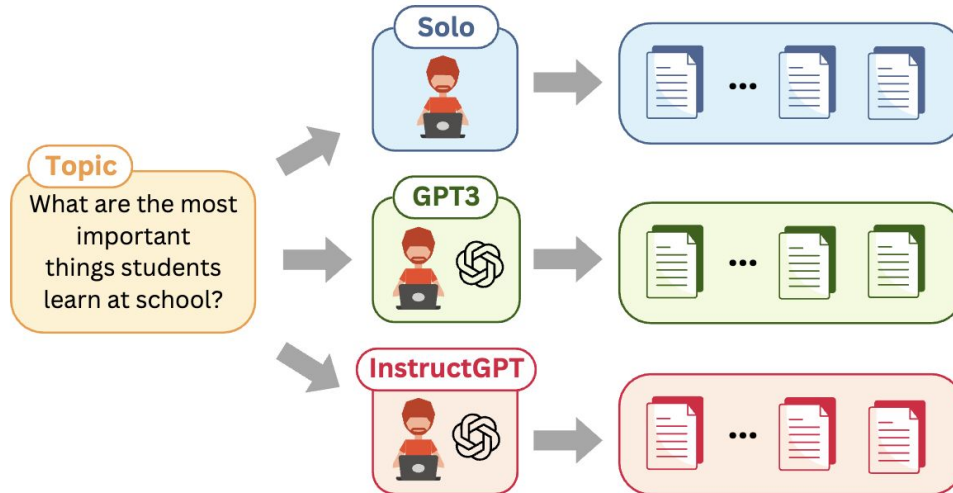 Solo
Topic
What are the most
important
things students
learn at school?
GPT3
InstructGPT
...
...
...